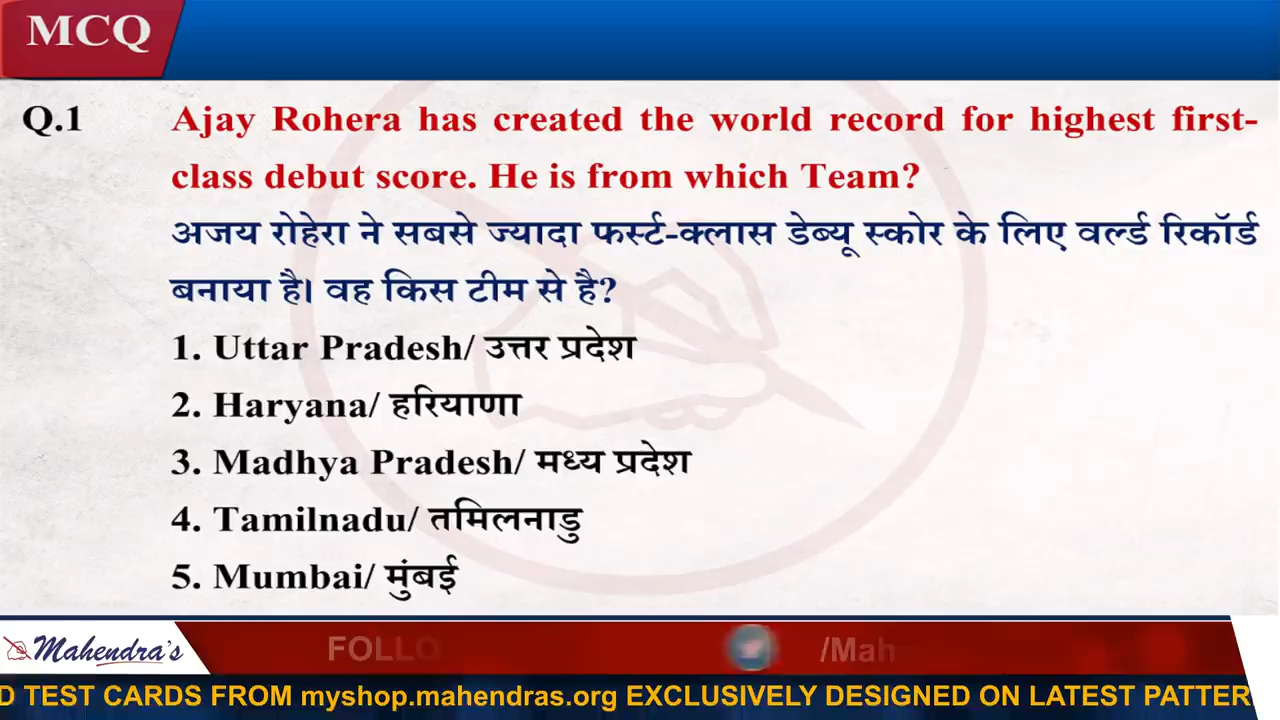 MCQ
Q.1 Ajay Rohera has created the world record for highest first-
class debut score. He is from which Team?
अजय रोहेरा ने सबसे ज्यादा फर्स्ट-क्लास डेब्यू स्कोर के लिए वर्ल्ड रिकॉर्ड
बनाया है। वह किस टीम से है?
1. Uttar Pradesh/ उत्तर प्रदेश
2. Haryana/ हरियाणा
3. Madhya Pradesh/ मध्य प्रदेश
4. Tamilnadu/ तमिलनाडु
5. Mumbai/ मुंबई
Mahendra's FOLLO /Mah
D TEST CARDS FROM myshop.mahendras.org EXCLUSIVELY DESIGNED ON LATEST PATTER